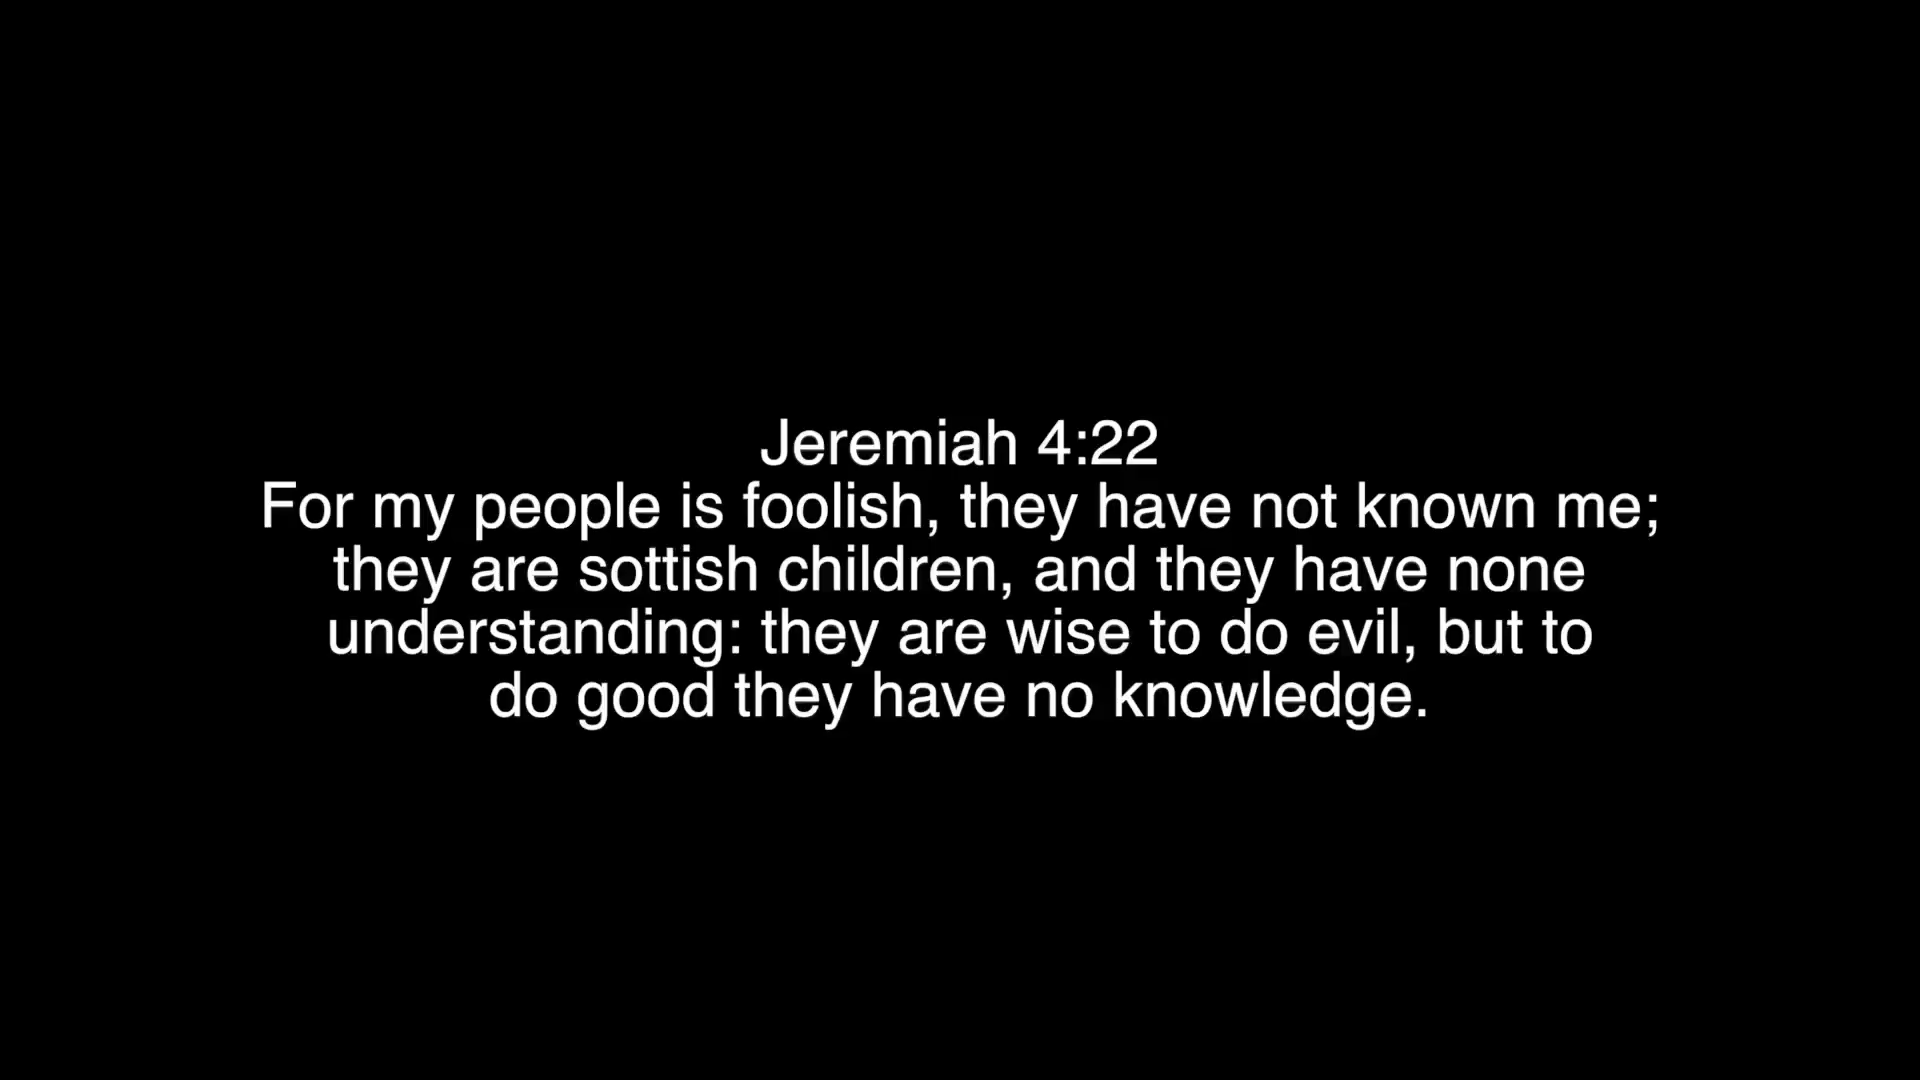 Jeremiah 4:22
For my people is foolish, they have not known me;
they are sottish children, and they have none
understanding: they are wise to do evil, but to
do good they have no knowledge.